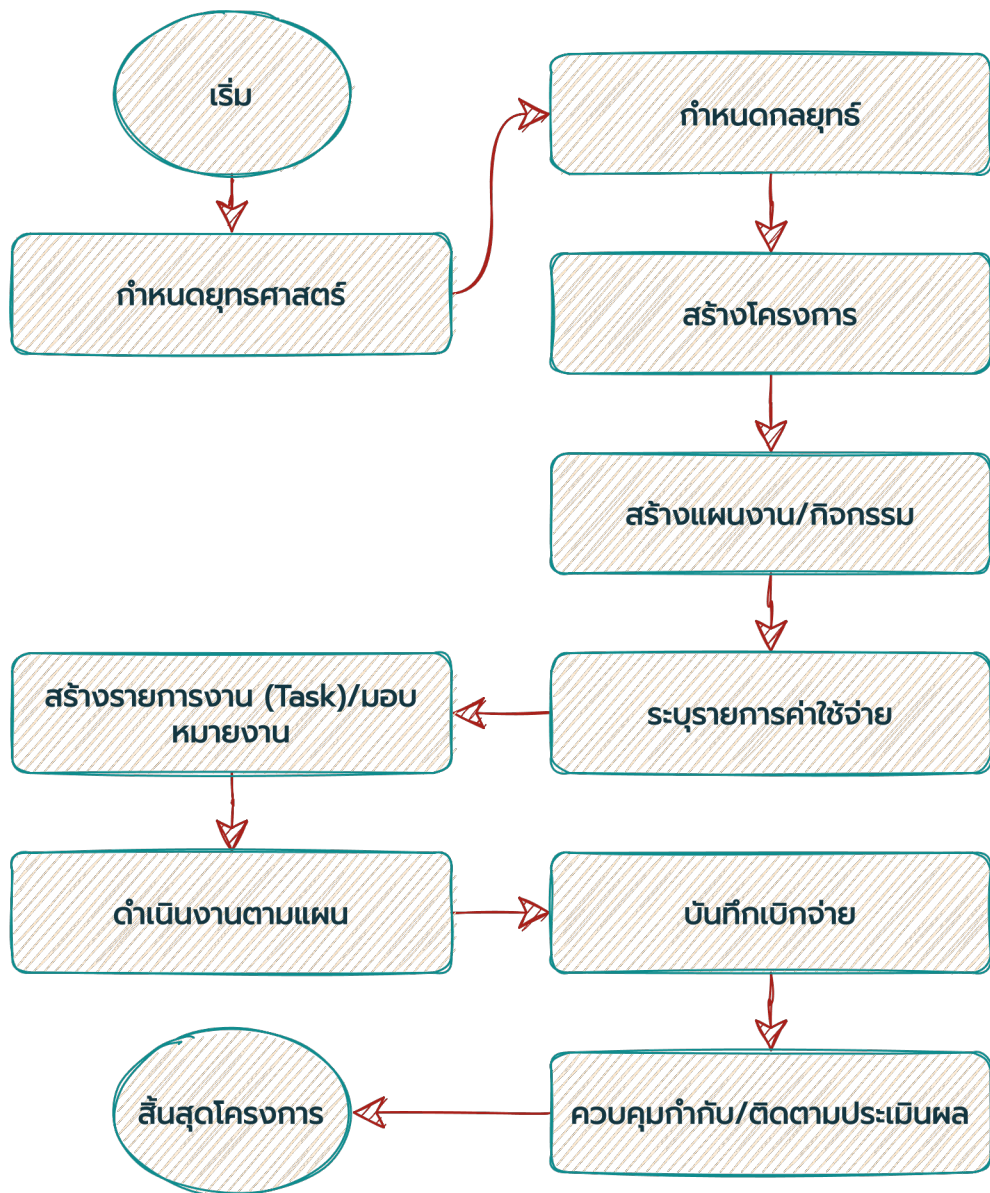 เริ่ม
กำหนดยุทธศาสตร์
กำหนดกลยุทธ์
สร้างโครงการ
สร้างแผนงาน/กิจกรรม
ระบุรายการค่าใช้จ่าย
สร้างรายการงาน (Task)/มอบ
หมายงาน
ดำเนินงานตามแผน
บันทึกเบิกจ่าย
ควบคุมกำกับ/ติดตามประเมินผล
สิ้นสุดโครงการ